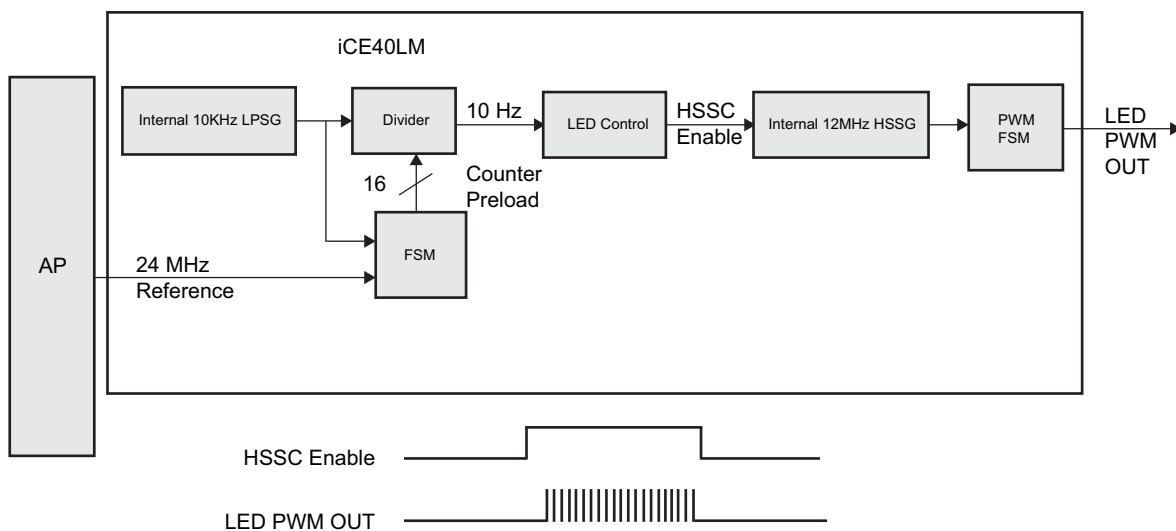 iCE40LM
AP
Internal 10KHz LPSG
Divider
10 Hz
LED Control
HSSC
Enable
Internal 12MHz HSSG
PWM
FSM
LED
PWM
OUT
16
Counter
Preload
FSM
24 MHz
Reference
HSSC Enable
LED PWM OUT